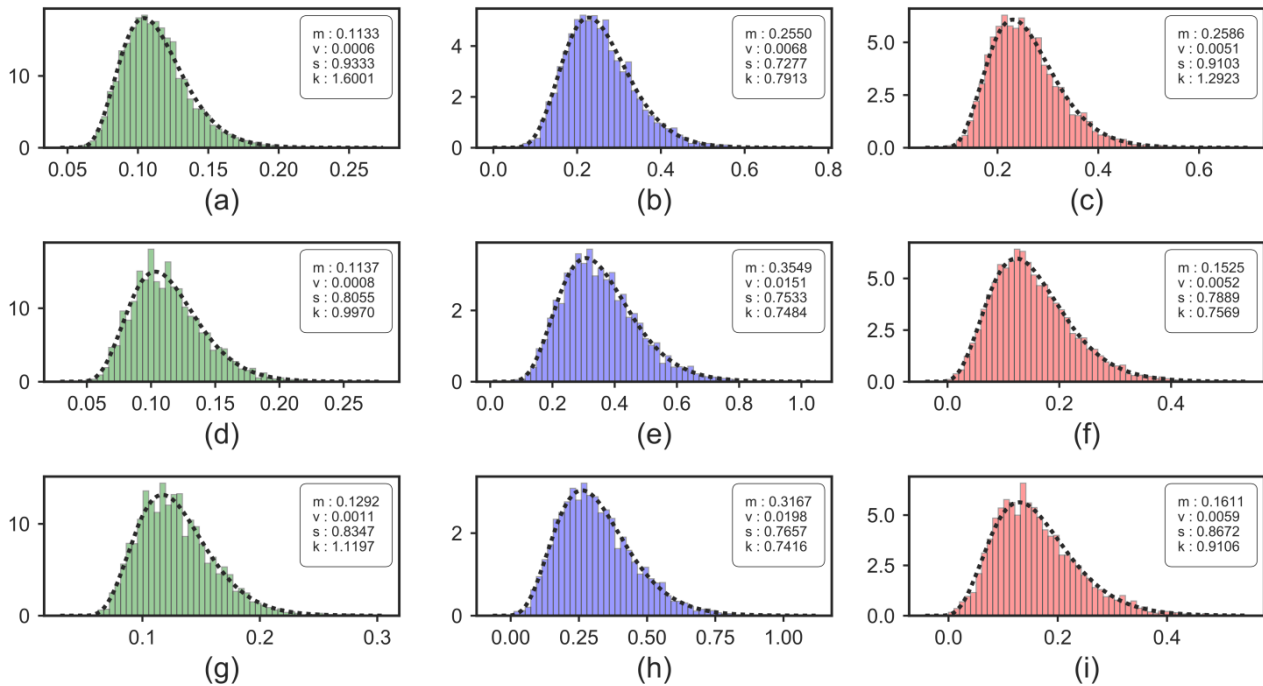 10
0
0.05 0.10 0.15 0.20 0.25
m : 0.1133
v : 0.0006
s : 0.9333
k : 1.6001
(a)
4
2
0
0.0 0.2 0.4 0.6 0.8
m : 0.2550
v : 0.0068
s : 0.7277
k : 0.7913
(b)
5.0
2.5
0.0
0.2 0.4 0.6
m : 0.2586
v : 0.0051
s : 0.9103
k : 1.2923
(c)
10
0
0.05 0.10 0.15 0.20 0.25
m : 0.1137
v : 0.0008
s : 0.8055
k : 0.9970
(d)
2
0
0.0 0.2 0.4 0.6 0.8 1.0
m : 0.3549
v : 0.0151
s : 0.7533
k : 0.7484
(e)
5.0
2.5
0.0
0.0 0.2 0.4
m : 0.1525
v : 0.0052
s : 0.7889
k : 0.7569
(f)
10
0
0.1 0.2 0.3
m : 0.1292
v : 0.0011
s : 0.8347
k : 1.1197
(g)
2
0
0.00 0.25 0.50 0.75 1.00
m : 0.3167
v : 0.0198
s : 0.7657
k : 0.7416
(h)
5.0
2.5
0.0
0.0 0.2 0.4
m : 0.1611
v : 0.0059
s : 0.8672
k : 0.9106
(i)